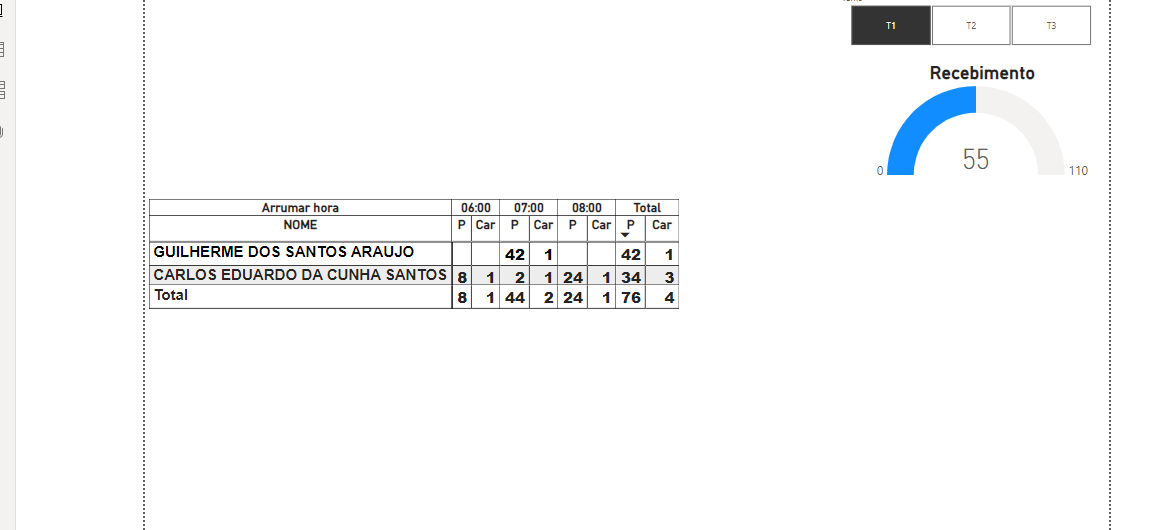 T1 T2 T3
Recebimento
55
0 110
Arrumar hora 06:00 07:00 08:00 Total
NOME P Car P Car P Car P Car
GUILHERME DOS SANTOS ARAUJO 42 1 42 1
CARLOS EDUARDO DA CUNHA SANTOS 8 1 2 1 24 1 34 3
Total 8 1 44 2 24 1 76 4